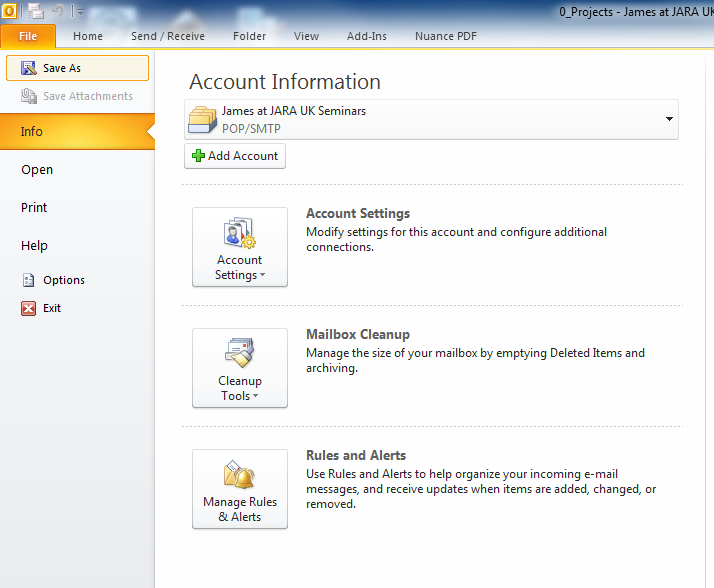 0_Projects - James at JARA UK
File Home Send / Receive Folder View Add-Ins Nuance PDF
Save As
Save Attachments
Info
Open
Print
Help
Options
Exit
Account Information
James at JARA UK Seminars
POP/SMTP
Add Account
Account
Settings
Account Settings
Modify settings for this account and configure additional
connections.
Cleanup
Tools
Mailbox Cleanup
Manage the size of your mailbox by emptying Deleted Items and
archiving.
Manage Rules
& Alerts
Rules and Alerts
Use Rules and Alerts to help organize your incoming e-mail
messages, and receive updates when items are added, changed, or
removed.